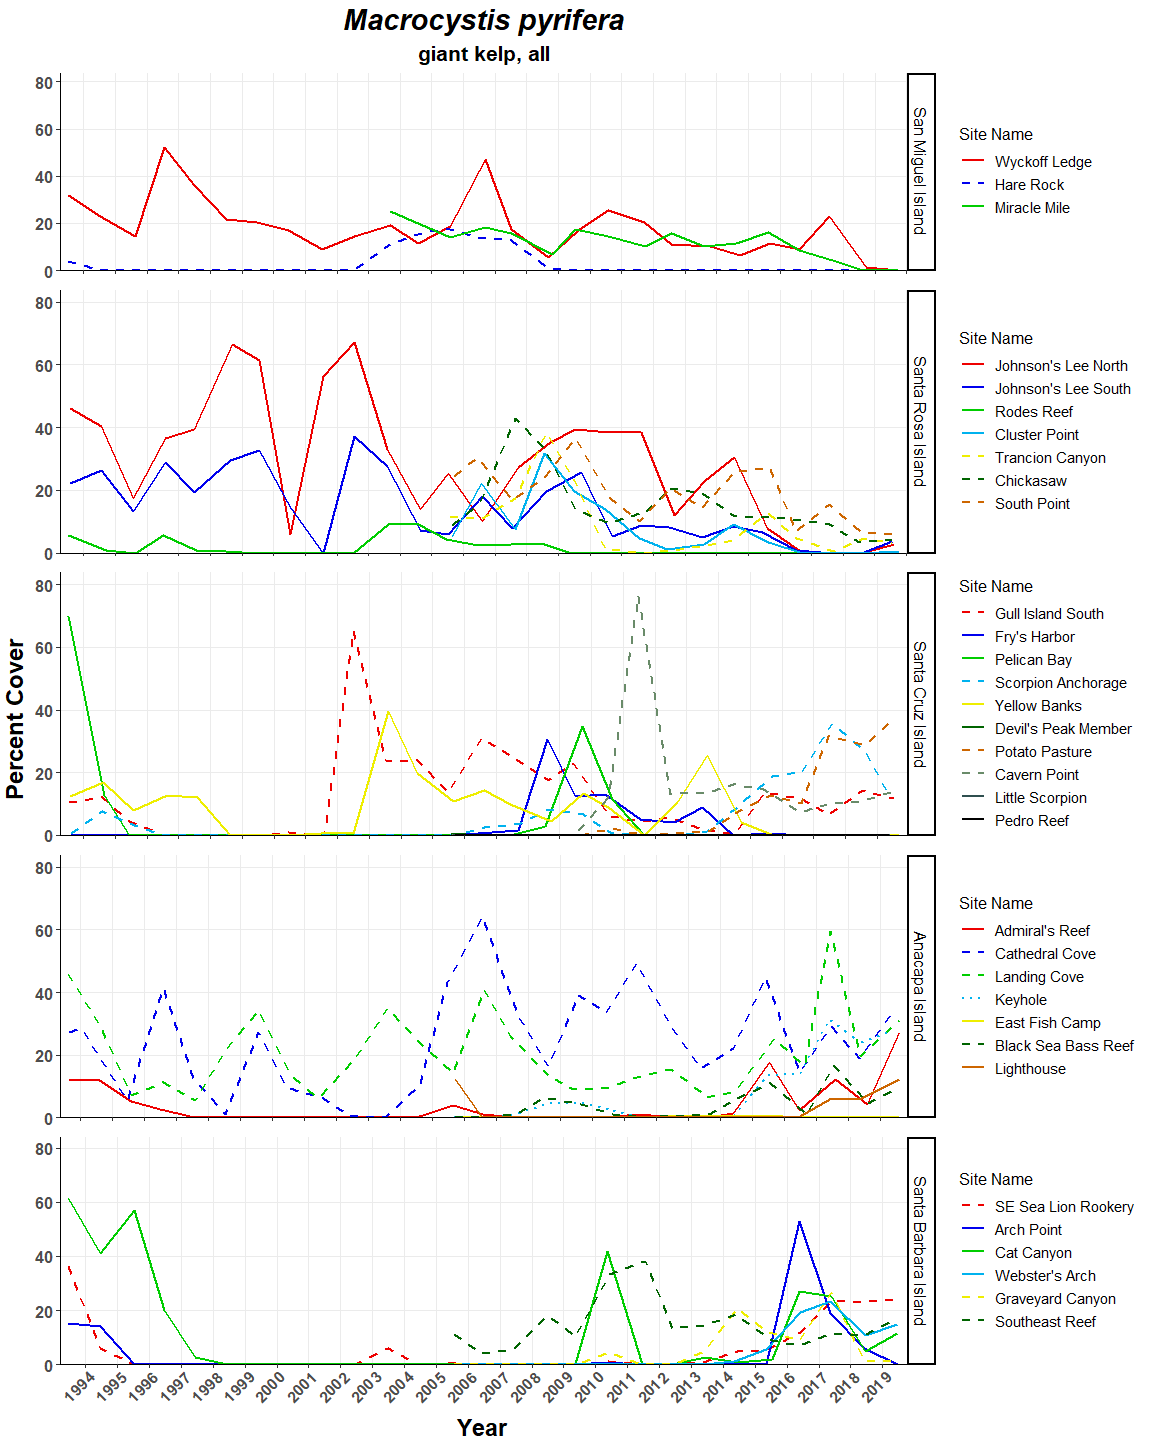 Macrocystis pyrifera
giant kelp, all
Percent Cover
80
60
40
20
0
San Miguel Island
Site Name
Wyckoff Ledge
Hare Rock
Miracle Mile
80
60
40
20
0
Santa Rosa Island
Site Name
Johnson's Lee North
Johnson's Lee South
Rodes Reef
Cluster Point
Trancion Canyon
Chickasaw
South Point
80
60
40
20
0
Santa Cruz Island
Site Name
Gull Island South
Fry's Harbor
Pelican Bay
Scorpion Anchorage
Yellow Banks
Devil's Peak Member
Potato Pasture
Cavern Point
Little Scorpion
Pedro Reef
80
60
40
20
0
Anacapa Island
Site Name
Admiral's Reef
Cathedral Cove
Landing Cove
Keyhole
East Fish Camp
Black Sea Bass Reef
Lighthouse
80
60
40
20
0
Santa Barbara Island
Site Name
SE Sea Lion Rookery
Arch Point
Cat Canyon
Webster's Arch
Graveyard Canyon
Southeast Reef
1994 1995 1996 1997 1998 1999 2000 2001 2002 2003 2004 2005 2006 2007 2008 2009 2010 2011 2012 2013 2014 2015 2016 2017 2018 2019
Year